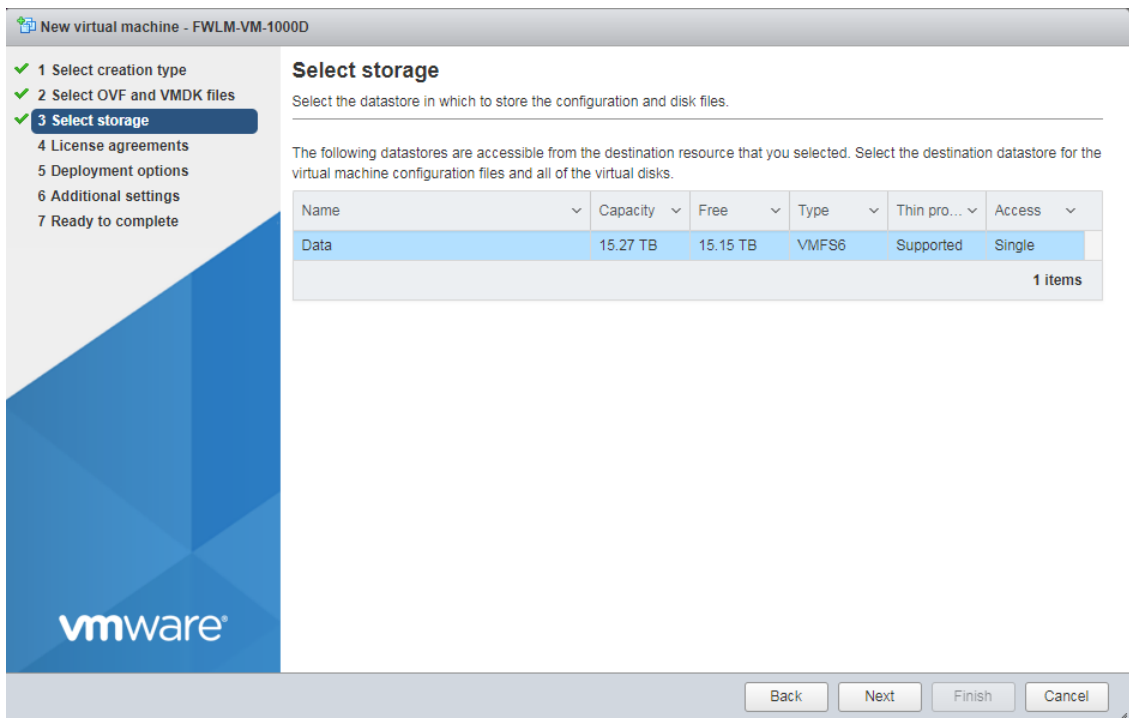 New virtual machine - FWLM-VM-1000D
1 Select creation type
2 Select OVF and VMDK files
3 Select storage
4 License agreements
5 Deployment options
6 Additional settings
7 Ready to complete
vmware®
Select storage
Select the datastore in which to store the configuration and disk files.
The following datastores are accessible from the destination resource that you selected. Select the destination datastore for the
virtual machine configuration files and all of the virtual disks.
Name Capacity Free Type Thin pro... Access
Data 15.27 TB 15.15 TB VMFS6 Supported Single
1 items
Back Next Finish Cancel